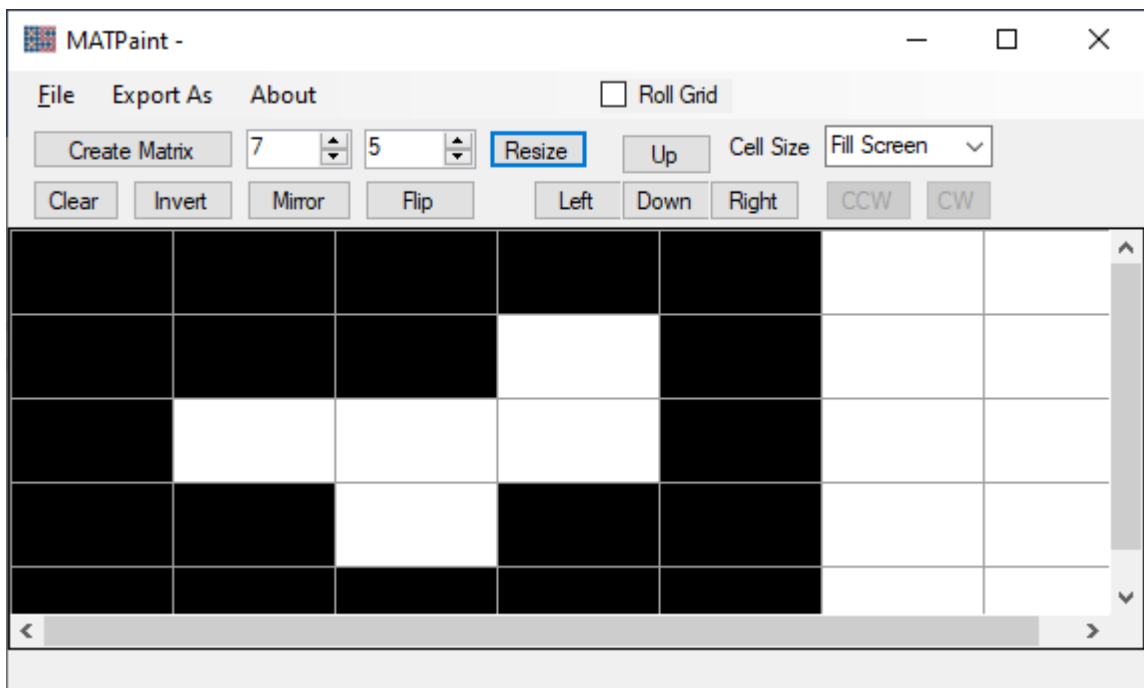 MATPaint -
File Export As About Roll Grid
Create Matrix 7 5 Resize Up Cell Size Fill Screen
Clear Invert Mirror Flip Left Down Right CCW CW